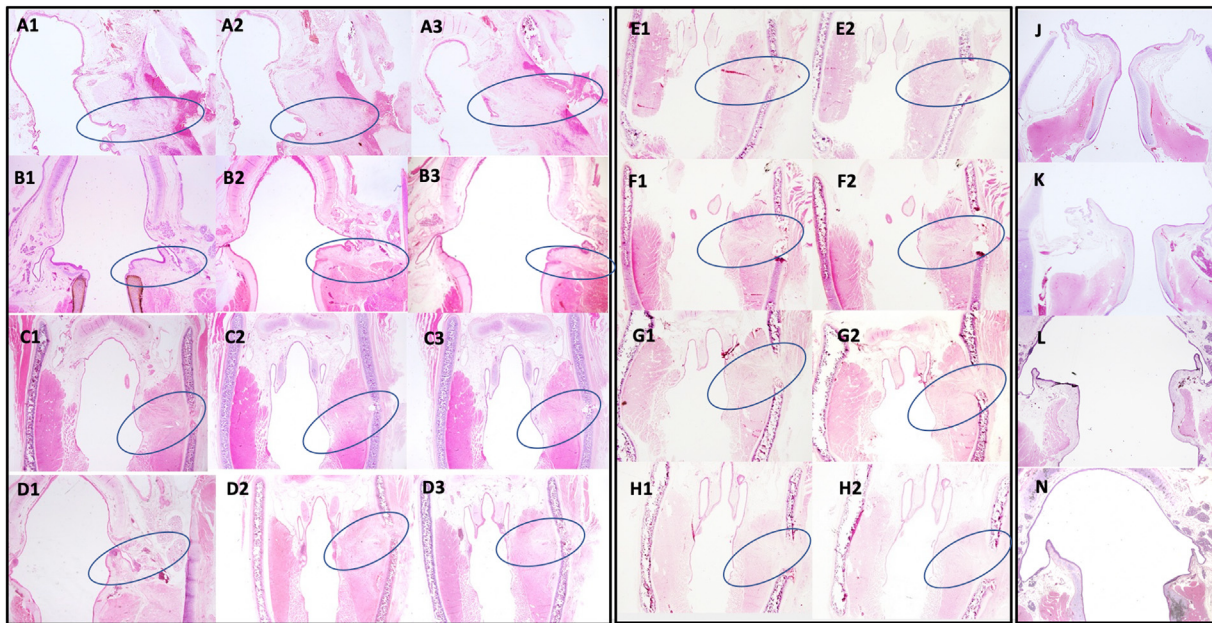 A1 A2 A3 E1 E2 J
B1 B2 B3 F1 F2 K
C1 C2 C3 G1 G2 L
D1 D2 D3 H1 H2 N